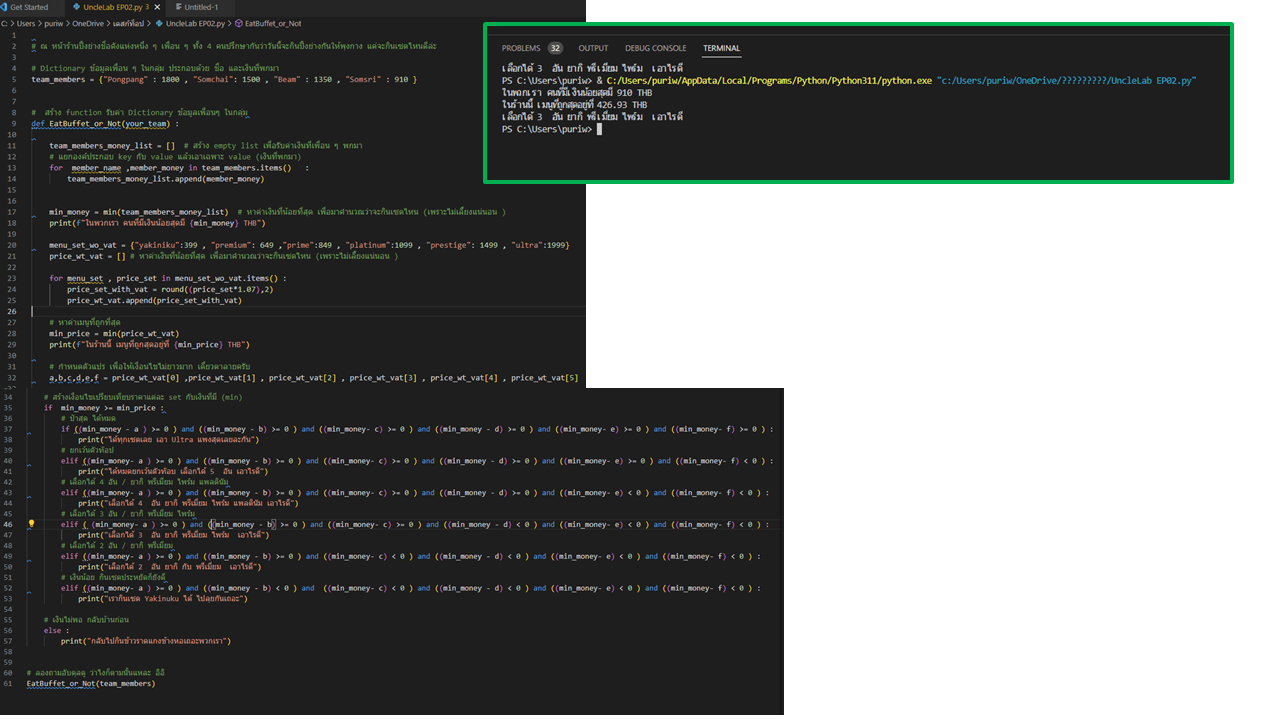 Get Started
UncleLab EP02.py 3
Untitled-1
C: > Users > puriw > OneDrive > เดสก์ท็อป > UncleLab EP02.py > EatBuffet_or_Not
1
2 # ณ หน้าร้านปิ้งย่างชื่อดังแห่งหนึ่ง ๆ เพื่อน ๆ ทั้ง 4 คนปรึกษากันว่าวันนี้จะกินปิ้งย่างกันให้พุงกาง แต่จะกินเซตไหนดีล่ะ
3
4 # Dictionary ข้อมูลเพื่อน ๆ ในกลุ่ม ประกอบด้วย ชื่อ และเงินที่พกมา
5 team_members = {"Pongpang" : 1800 , "Somchai": 1500 , "Beam" : 1350 , "Somsri" : 910 }
6
7
8 # สร้าง function รับค่า Dictionary ข้อมูลเพื่อนๆ ในกลุ่ม
9 def EatBuffet_or_Not(your_team) :
10
11 team_members_money_list = [] # สร้าง empty list เพื่อรับค่าเงินที่เพื่อน ๆ พกมา
12 # แยกองค์ประกอบ key กับ value แล้วเอาเฉพาะ value (เงินที่พกมา)
13 for member_name ,member_money in team_members.items() :
14 team_members_money_list.append(member_money)
15
16
17 min_money = min(team_members_money_list) # หาค่าเงินที่น้อยที่สุด เพื่อมาคำนวณว่าจะกินเซตไหน (เพราะไม่เลี้ยงแน่นอน )
18 print(f"ในพวกเรา คนที่มีเงินน้อยสุดมี {min_money} THB")
19
20 menu_set_wo_vat = {"yakiniku":399 , "premium": 649 ,"prime":849 , "platinum":1099 , "prestige": 1499 , "ultra":1999}
21 price_wt_vat = [] # หาค่าเงินที่น้อยที่สุด เพื่อมาคำนวณว่าจะกินเซตไหน (เพราะไม่เลี้ยงแน่นอน )
22
23 for menu_set , price_set in menu_set_wo_vat.items() :
24 price_set_with_vat = round((price_set*1.07),2)
25 price_wt_vat.append(price_set_with_vat)
26
27 # หาค่าเมนูที่ถูกที่สุด
28 min_price = min(price_wt_vat)
29 print(f"ในร้านนี้ เมนูที่ถูกสุดอยู่ที่ {min_price} THB")
30
31 # กำหนดตัวแปร เพื่อให้เงื่อนไขไม่ยาวมาก เดี๋ยวตาลายครับ
32 a,b,c,d,e,f = price_wt_vat[0] ,price_wt_vat[1] , price_wt_vat[2] , price_wt_vat[3] , price_wt_vat[4] , price_wt_vat[5]
34 # สร้างเงื่อนไขเปรียบเทียบราคาแต่ละ set กับเงินที่มี (min)
35 if min_money >= min_price :
36 # ป๋าสุด ได้หมด
37 if ((min_money - a ) >= 0 ) and ((min_money - b) >= 0 ) and ((min_money- c) >= 0 ) and ((min_money - d) >= 0 ) and ((min_money- e) >= 0 ) and ((min_money- f) >= 0 ) :
38 print("ได้ทุกเซตเลย เอา Ultra แพงสุดเลยละกัน")
39 # ยกเว้นตัวท้อป
40 elif ((min_money- a ) >= 0 ) and ((min_money - b) >= 0 ) and ((min_money- c) >= 0 ) and ((min_money - d) >= 0 ) and ((min_money- e) >= 0 ) and ((min_money- f) < 0 ) :
41 print("ได้หมดยกเว้นตัวท้อบ เลือกได้ 5 อัน เอาไรดี")
42 # เลือกได้ 4 อัน / ยากิ พรีเมี่ยม ไพร์ม แพลตินัม
43 elif ((min_money- a ) >= 0 ) and ((min_money - b) >= 0 ) and ((min_money- c) >= 0 ) and ((min_money - d) >= 0 ) and ((min_money- e) < 0 ) and ((min_money- f) < 0 ) :
44 print("เลือกได้ 4 อัน ยากิ พรีเมี่ยม ไพร์ม แพลตินัม เอาไรดี")
45 # เลือกได้ 3 อัน / ยากิ พรีเมี่ยม ไพร์ม
46 elif ( (min_money- a ) >= 0 ) and ((min_money - b) >= 0 ) and ((min_money- c) >= 0 ) and ((min_money - d) < 0 ) and ((min_money- e) < 0 ) and ((min_money- f) < 0 ) :
47 print("เลือกได้ 3 อัน ยากิ พรีเมี่ยม ไพร์ม เอาไรดี")
48 # เลือกได้ 2 อัน / ยากิ พรีเมี่ยม
49 elif ((min_money- a ) >= 0 ) and ((min_money - b) >= 0 ) and ((min_money- c) < 0 ) and ((min_money - d) < 0 ) and ((min_money- e) < 0 ) and ((min_money- f) < 0 ) :
50 print("เลือกได้ 2 อัน ยากิ กับ พรีเมี่ยม เอาไรดี")
51 # เงินน้อย กินเซตประหยัดก็ยังดี
52 elif ((min_money- a ) >= 0 ) and ((min_money - b) < 0 ) and ((min_money- c) < 0 ) and ((min_money - d) < 0 ) and ((min_money- e) < 0 ) and ((min_money- f) < 0 ) :
53 print("เรากินเซต Yakinuku ได้ ไปลุยกันเถอะ")
54
55 # เงินไม่พอ กลับบ้านก่อน
56 else :
57 print("กลับไปกินข้าวราดแกงข้างหอเถอะพวกเรา")
58
59
60 # ลองถามอับดุลดู ว่าไงก็ตามนั้นแหละ อิอิ
61 EatBuffet_or_Not(team_members)
PROBLEMS 32 OUTPUT DEBUG CONSOLE TERMINAL
เลือกได้ 3 อัน ยากิ พรีเมี่ยม ไพร์ม เอาไรดี
PS C:\Users\puriw> & C:/Users/puriw/AppData/Local/Programs/Python/Python311/python.exe "c:/Users/puriw/OneDrive/?????????/UncleLab EP02.py"
ในพวกเรา คนที่มีเงินน้อยสุดมี 910 THB
ในร้านนี้ เมนูที่ถูกสุดอยู่ที่ 426.93 THB
เลือกได้ 3 อัน ยากิ พรีเมี่ยม ไพร์ม เอาไรดี
PS C:\Users\puriw>